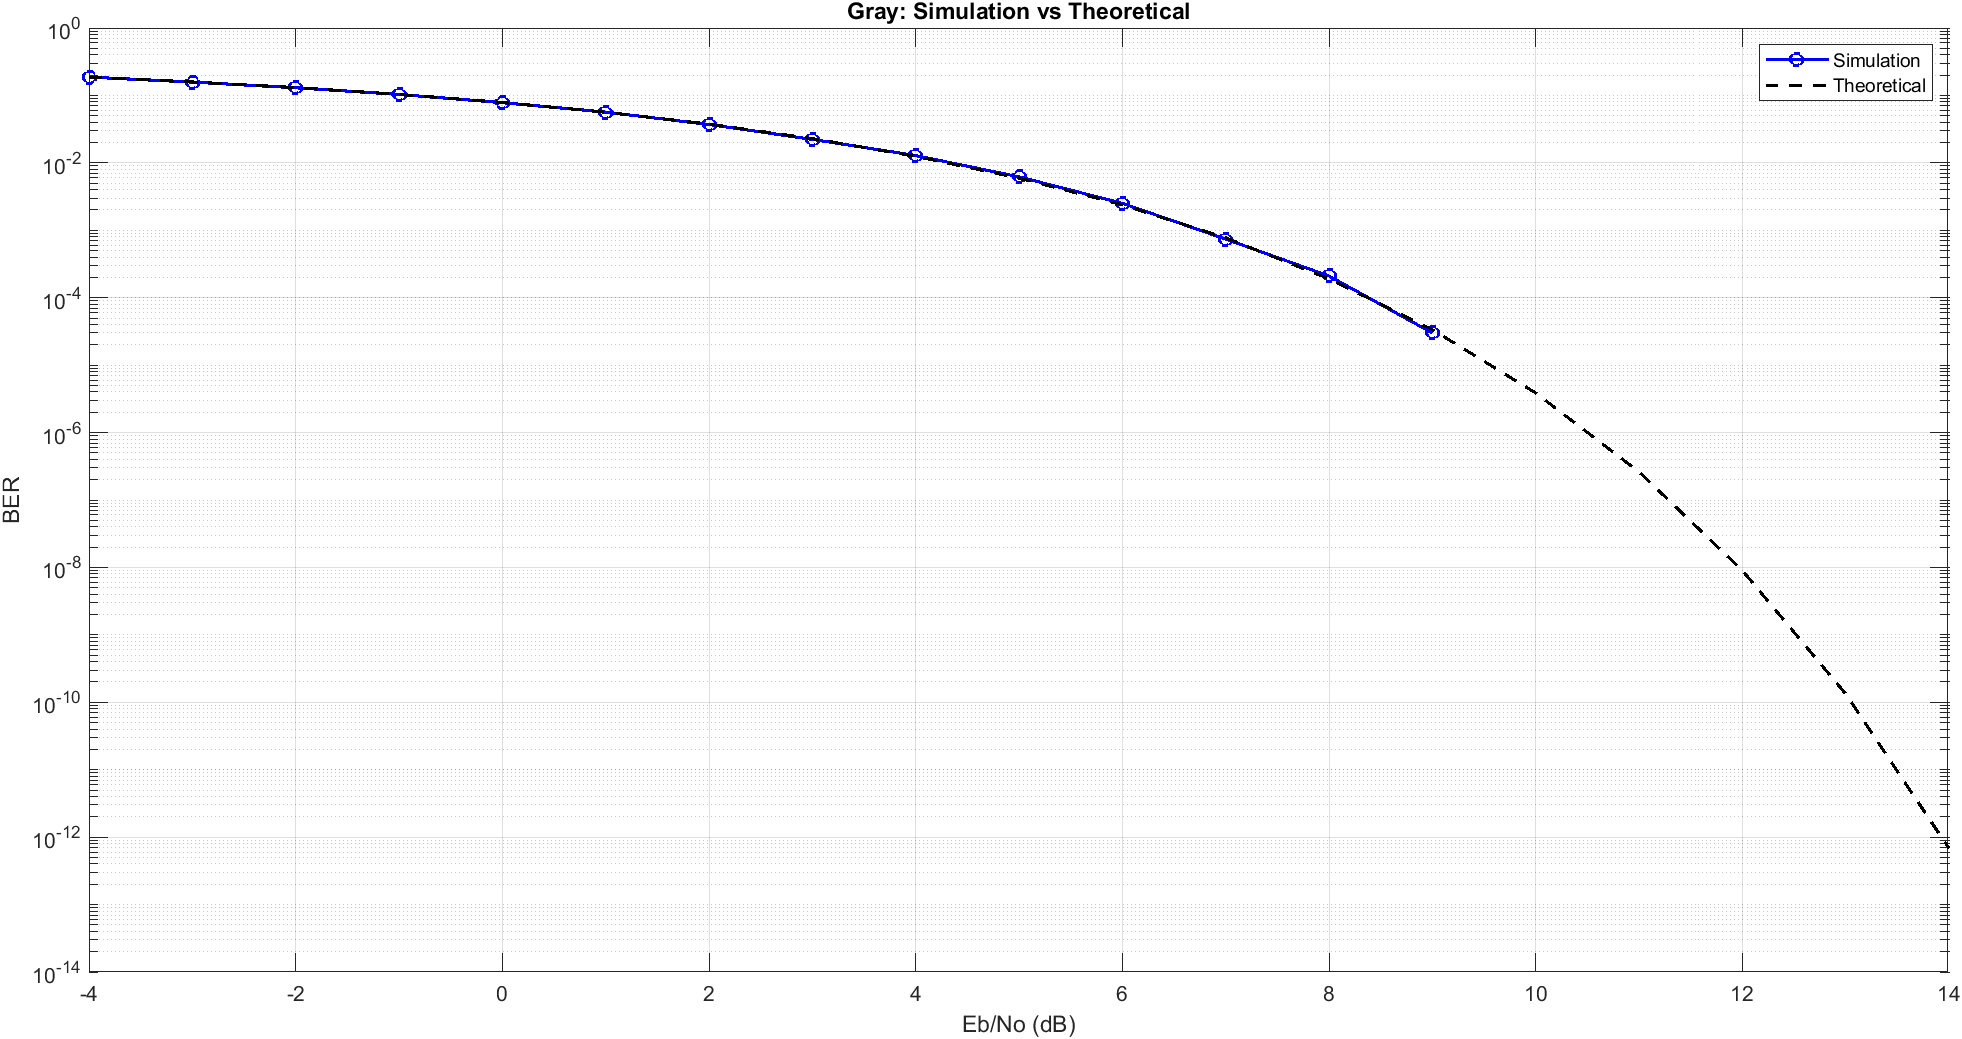 Gray: Simulation vs Theoretical
10^0
10^-2
10^-4
10^-6
10^-8
10^-10
10^-12
10^-14
BER
-4 -2 0 2 4 6 8 10 12 14
Eb/No (dB)
Simulation
Theoretical